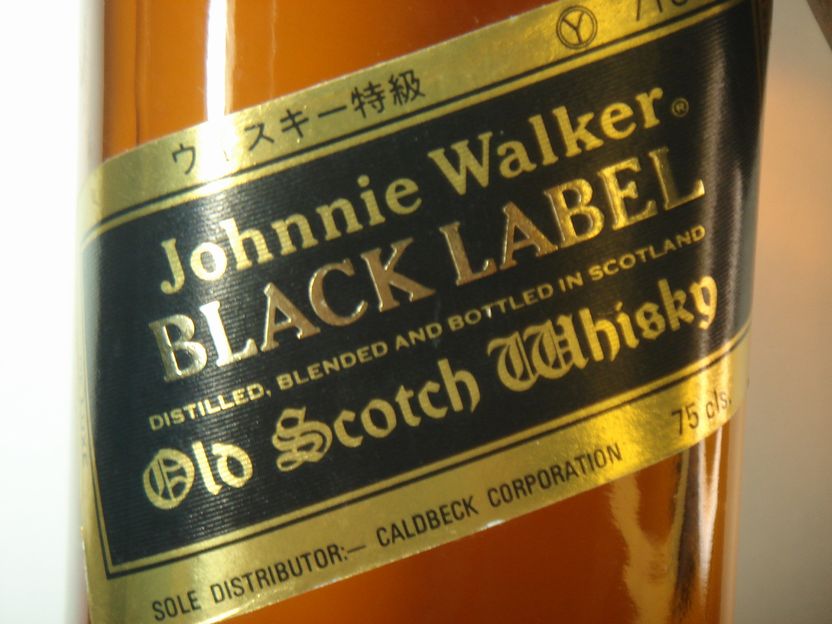 ウイスキー特級 Ⓨ
Johnnie Walker®
BLACK LABEL
DISTILLED, BLENDED AND BOTTLED IN SCOTLAND
Old Scotch Whisky
75 cls.
SOLE DISTRIBUTOR:— CALDBECK CORPORATION